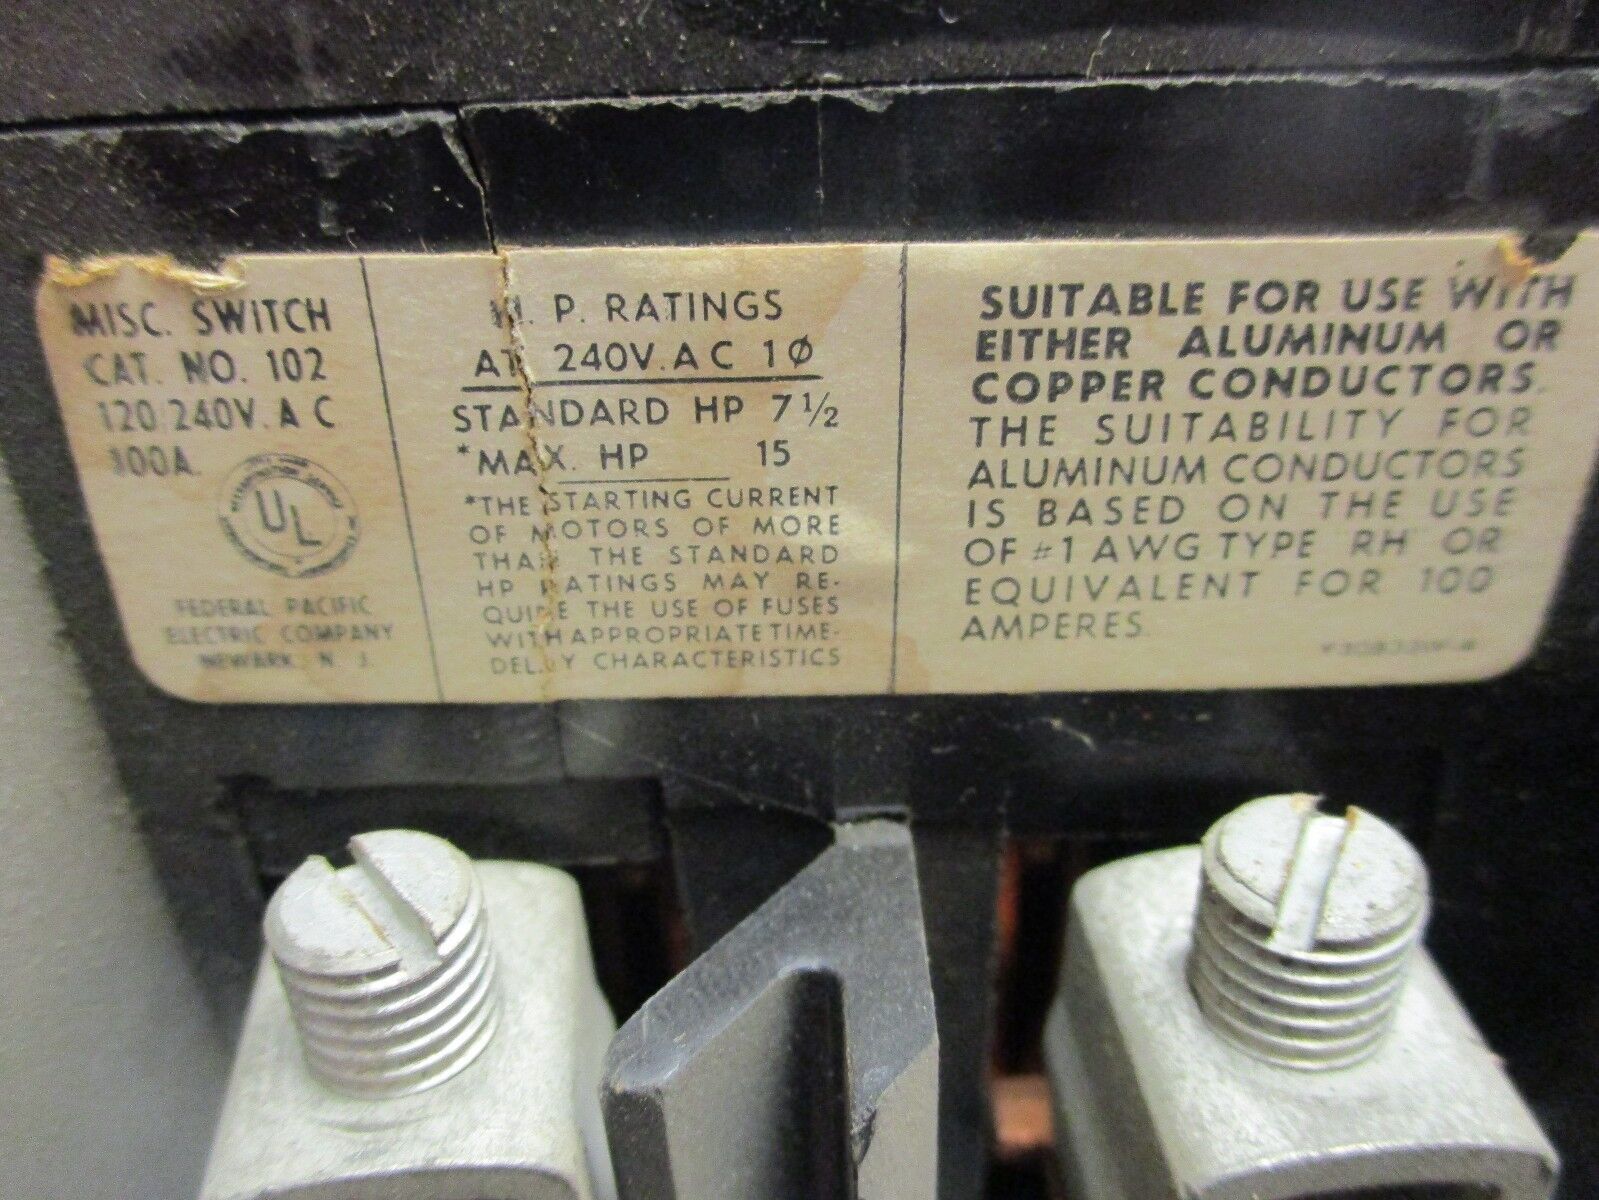 MISC. SWITCH
CAT. NO. 102
120/240V. A C
100A.
UL
FEDERAL PACIFIC
ELECTRIC COMPANY
NEWARK, N. J.
H. P. RATINGS
AT 240V. A C 1Ø
STANDARD HP 7 1/2
*MAX. HP 15
*THE STARTING CURRENT
OF MOTORS OF MORE
THAN THE STANDARD
HP RATINGS MAY RE-
QUIRE THE USE OF FUSES
WITH APPROPRIATE TIME-
DELAY CHARACTERISTICS
SUITABLE FOR USE WITH
EITHER ALUMINUM OR
COPPER CONDUCTORS.
THE SUITABILITY FOR
ALUMINUM CONDUCTORS
IS BASED ON THE USE
OF #1 AWG TYPE RH OR
EQUIVALENT FOR 100
AMPERES.